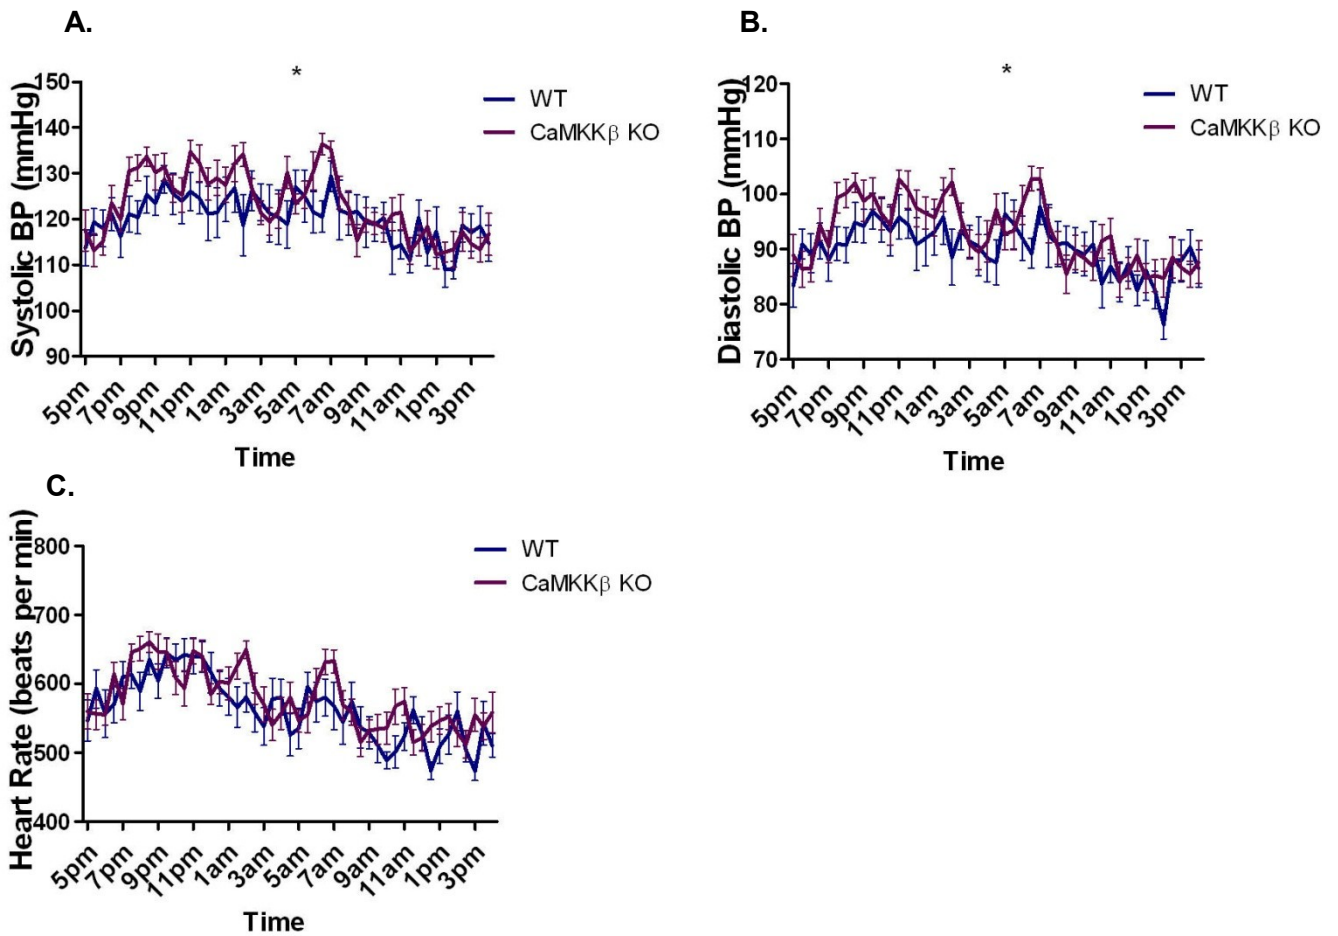 A.
*
Systolic BP (mmHg)
150
140
130
120
110
100
90
WT
CaMKKβ KO
5pm 7pm 9pm 11pm 1am 3am 5am 7am 9am 11am 1pm 3pm
Time
B.
*
Diastolic BP (mmHg)
120
110
100
90
80
70
WT
CaMKKβ KO
5pm 7pm 9pm 11pm 1am 3am 5am 7am 9am 11am 1pm 3pm
Time
C.
Heart Rate (beats per min)
800
700
600
500
400
WT
CaMKKβ KO
5pm 7pm 9pm 11pm 1am 3am 5am 7am 9am 11am 1pm 3pm
Time